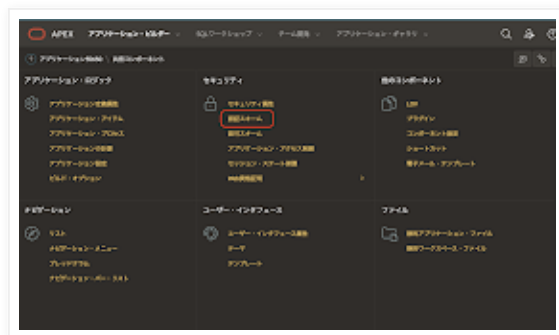 APEX アプリケーション・ビルダー SQLワークショップ チーム開発 アプリケーション・ギャラリー
共有コンポーネント
アプリケーション・ロジック
アプリケーション定義属性
アプリケーション・アイテム
アプリケーション・プロセス
アプリケーションの計算
アプリケーション設定
ビルド・オプション
セキュリティ
セキュリティ属性
認証スキーム
認可スキーム
アプリケーション・アクセス制御
セッション・ステート保護
Web資格証明
他のコンポーネント
LOV
プラグイン
コンポーネント設定
ショートカット
電子メール・テンプレート
ナビゲーション
リスト
ナビゲーション・メニュー
ブレッドクラム
ナビゲーション・バー・リスト
ユーザー・インタフェース
ユーザー・インタフェース属性
テーマ
テンプレート
ファイル
静的アプリケーション・ファイル
静的ワークスペース・ファイル